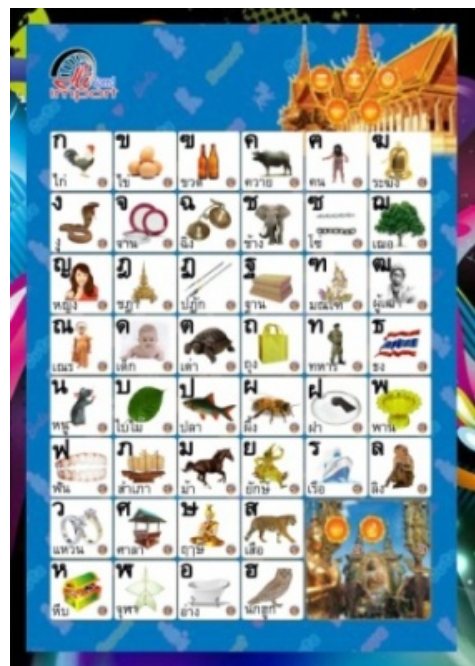 import
ก ข ฃ ค ฅ ฆ
ไก่ ไข่ ขวด ควาย คน ระฆัง
ง จ ฉ ช ซ ฌ
งู จาน ฉิ่ง ช้าง โซ่ เฌอ
ญ ฎ ฏ ฐ ฑ ฒ
หญิง ชฎา ปฏัก ฐาน มณโฑ ผู้เฒ่า
ณ ด ต ถ ท ธ
เณร เด็ก เต่า ถุง ทหาร ธง
น บ ป ผ ฝ พ
หนู ใบไม้ ปลา ผึ้ง ฝา พาน
ฟ ภ ม ย ร ล
ฟัน สำเภา ม้า ยักษ์ เรือ ลิง
ว ศ ษ ส
แหวน ศาลา ฤๅษี เสือ
ห ฬ อ ฮ
หีบ จุฬา อ่าง นกฮูก